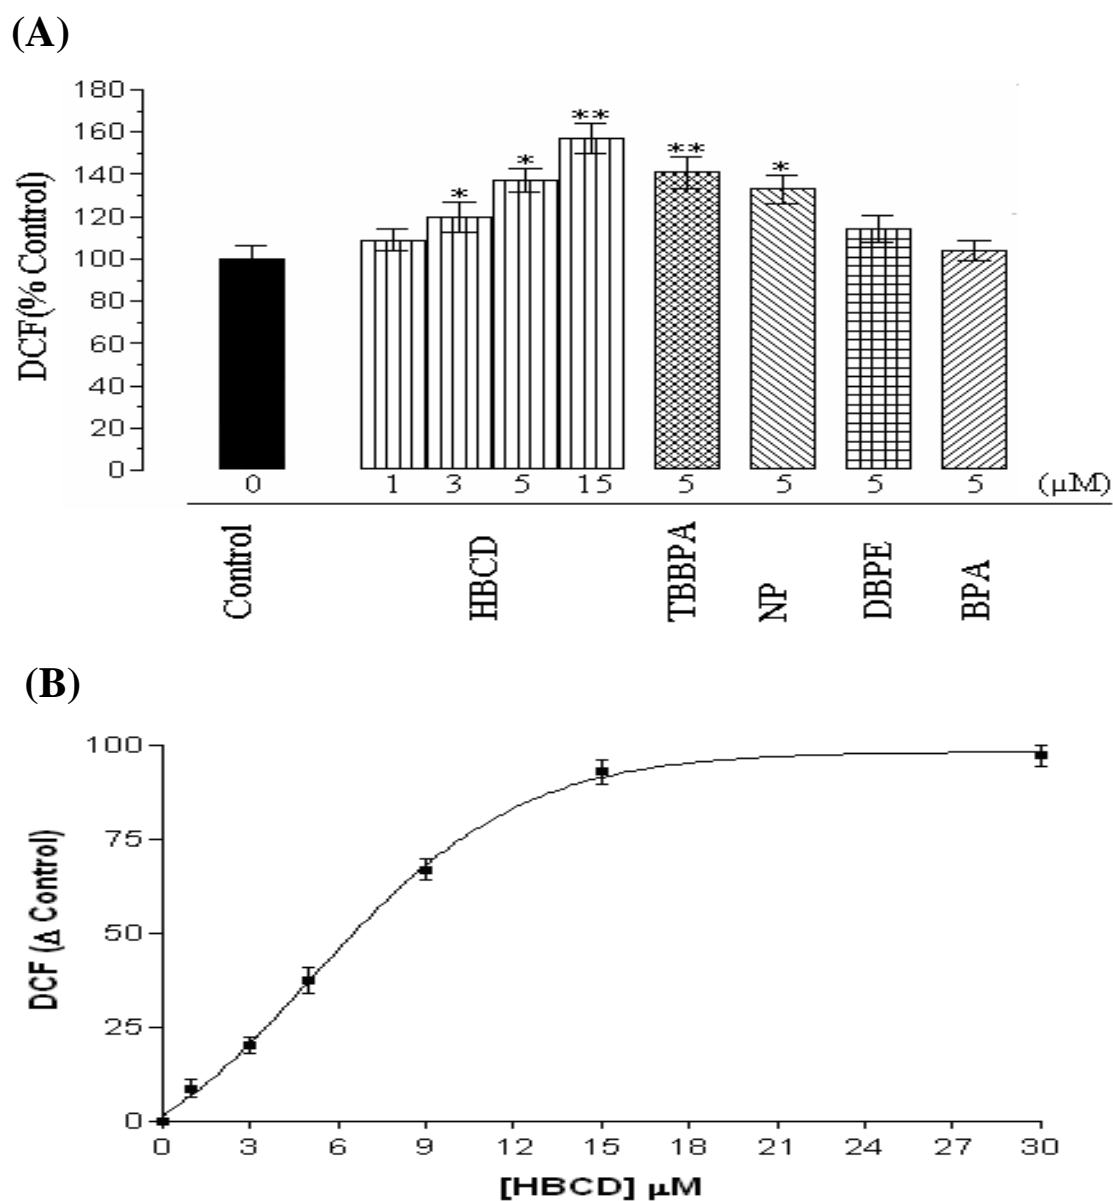 (A)
DCF(% Control)
180
160
140
120
100
80
60
40
20
0
* * ** ** *
0 1 3 5 15 5 5 5 5 (μM)
Control HBCD TBBPA NP DBPE BPA
(B)
DCF (Δ Control)
100
75
50
25
0
0 3 6 9 12 15 18 21 24 27 30
[HBCD] μM